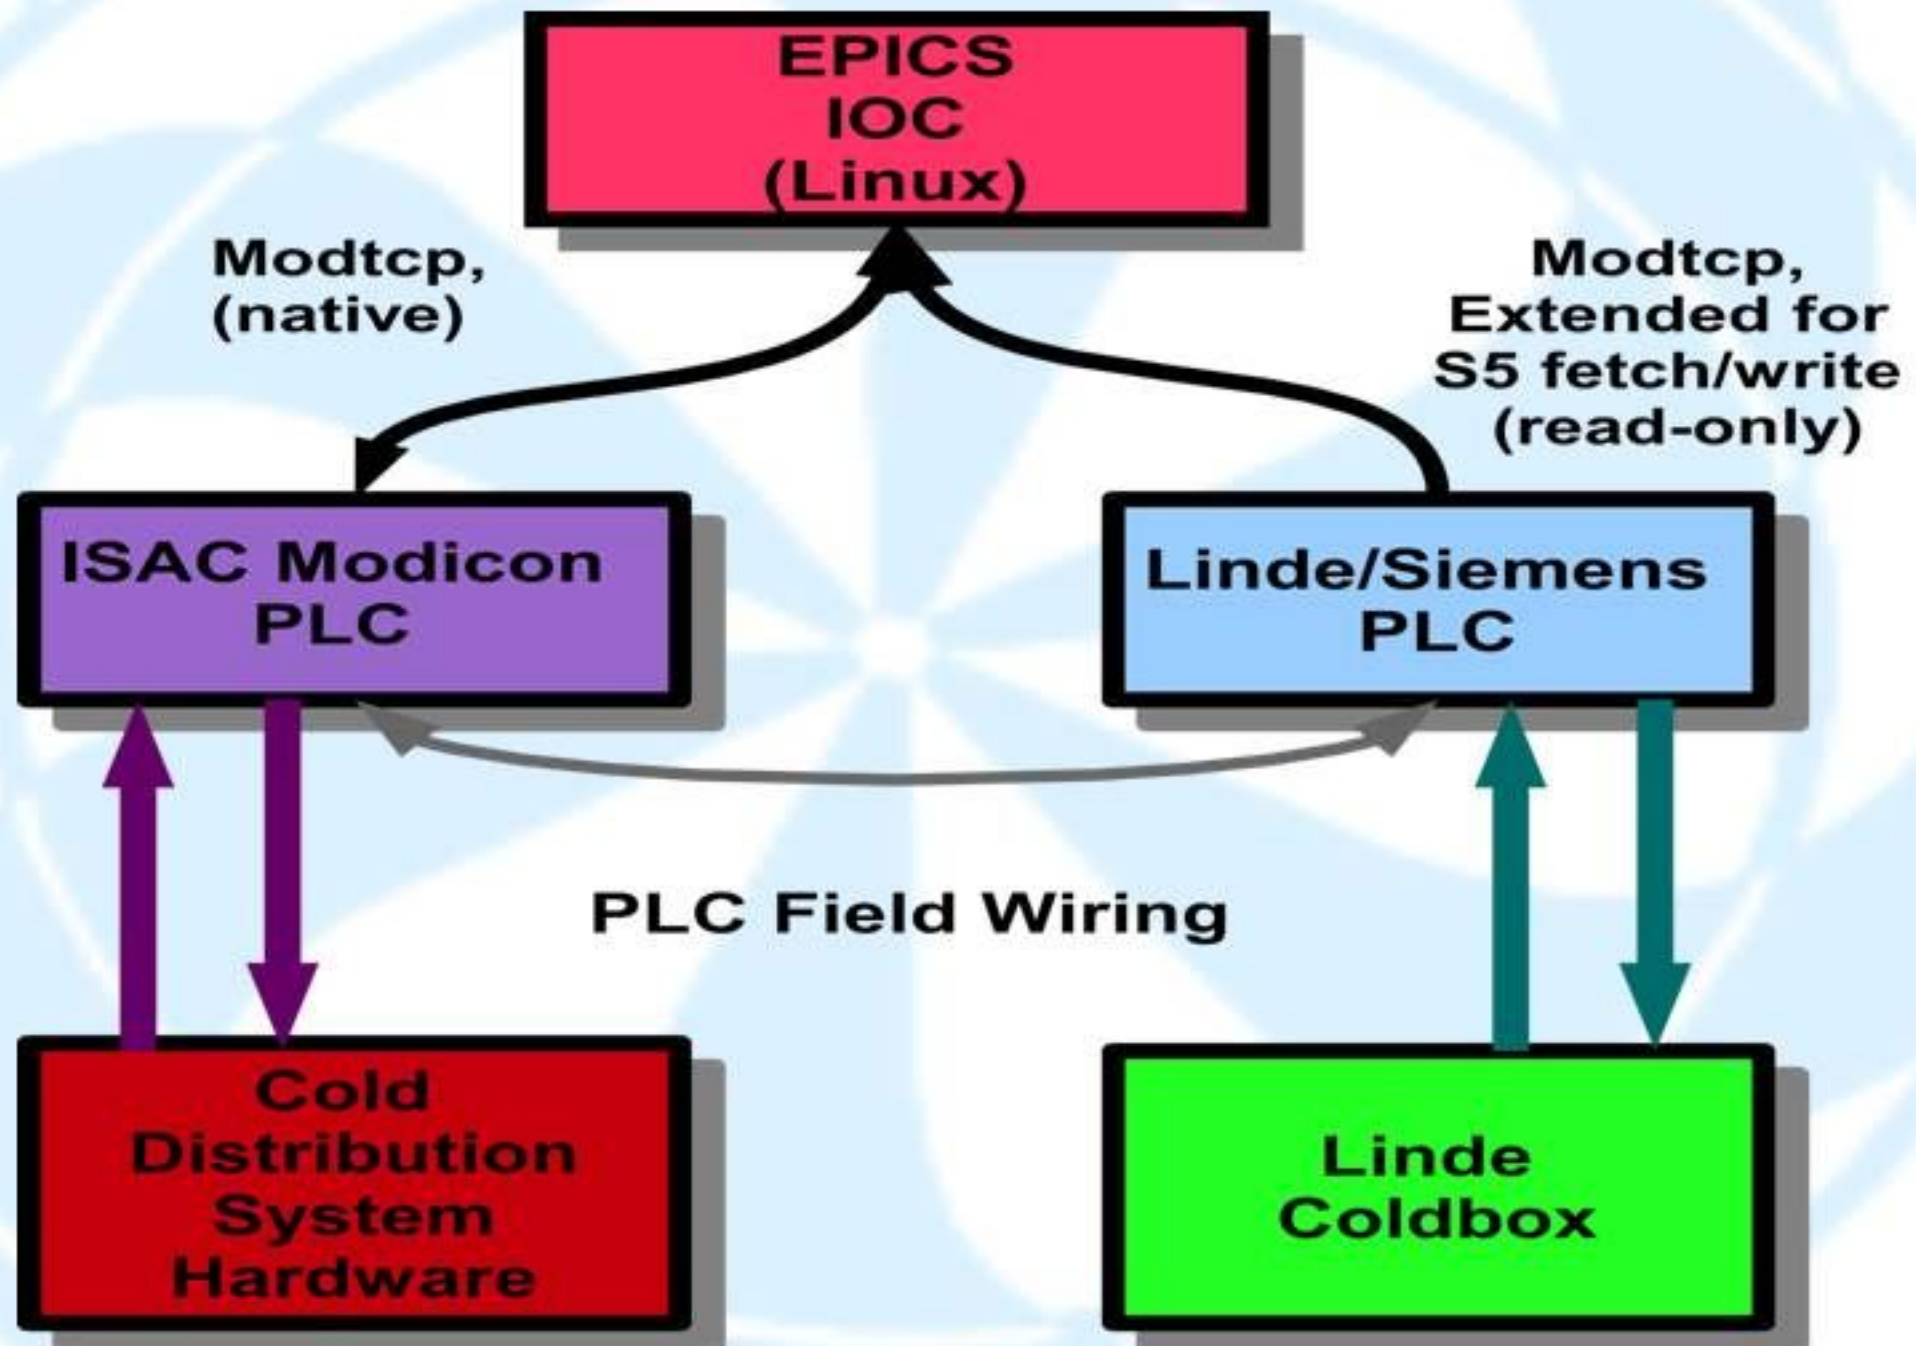 EPICS
IOC
(Linux)
Modtcp,
(native)
Modtcp,
Extended for
S5 fetch/write
(read-only)
ISAC Modicon
PLC
Linde/Siemens
PLC
PLC Field Wiring
Cold
Distribution
System
Hardware
Linde
Coldbox